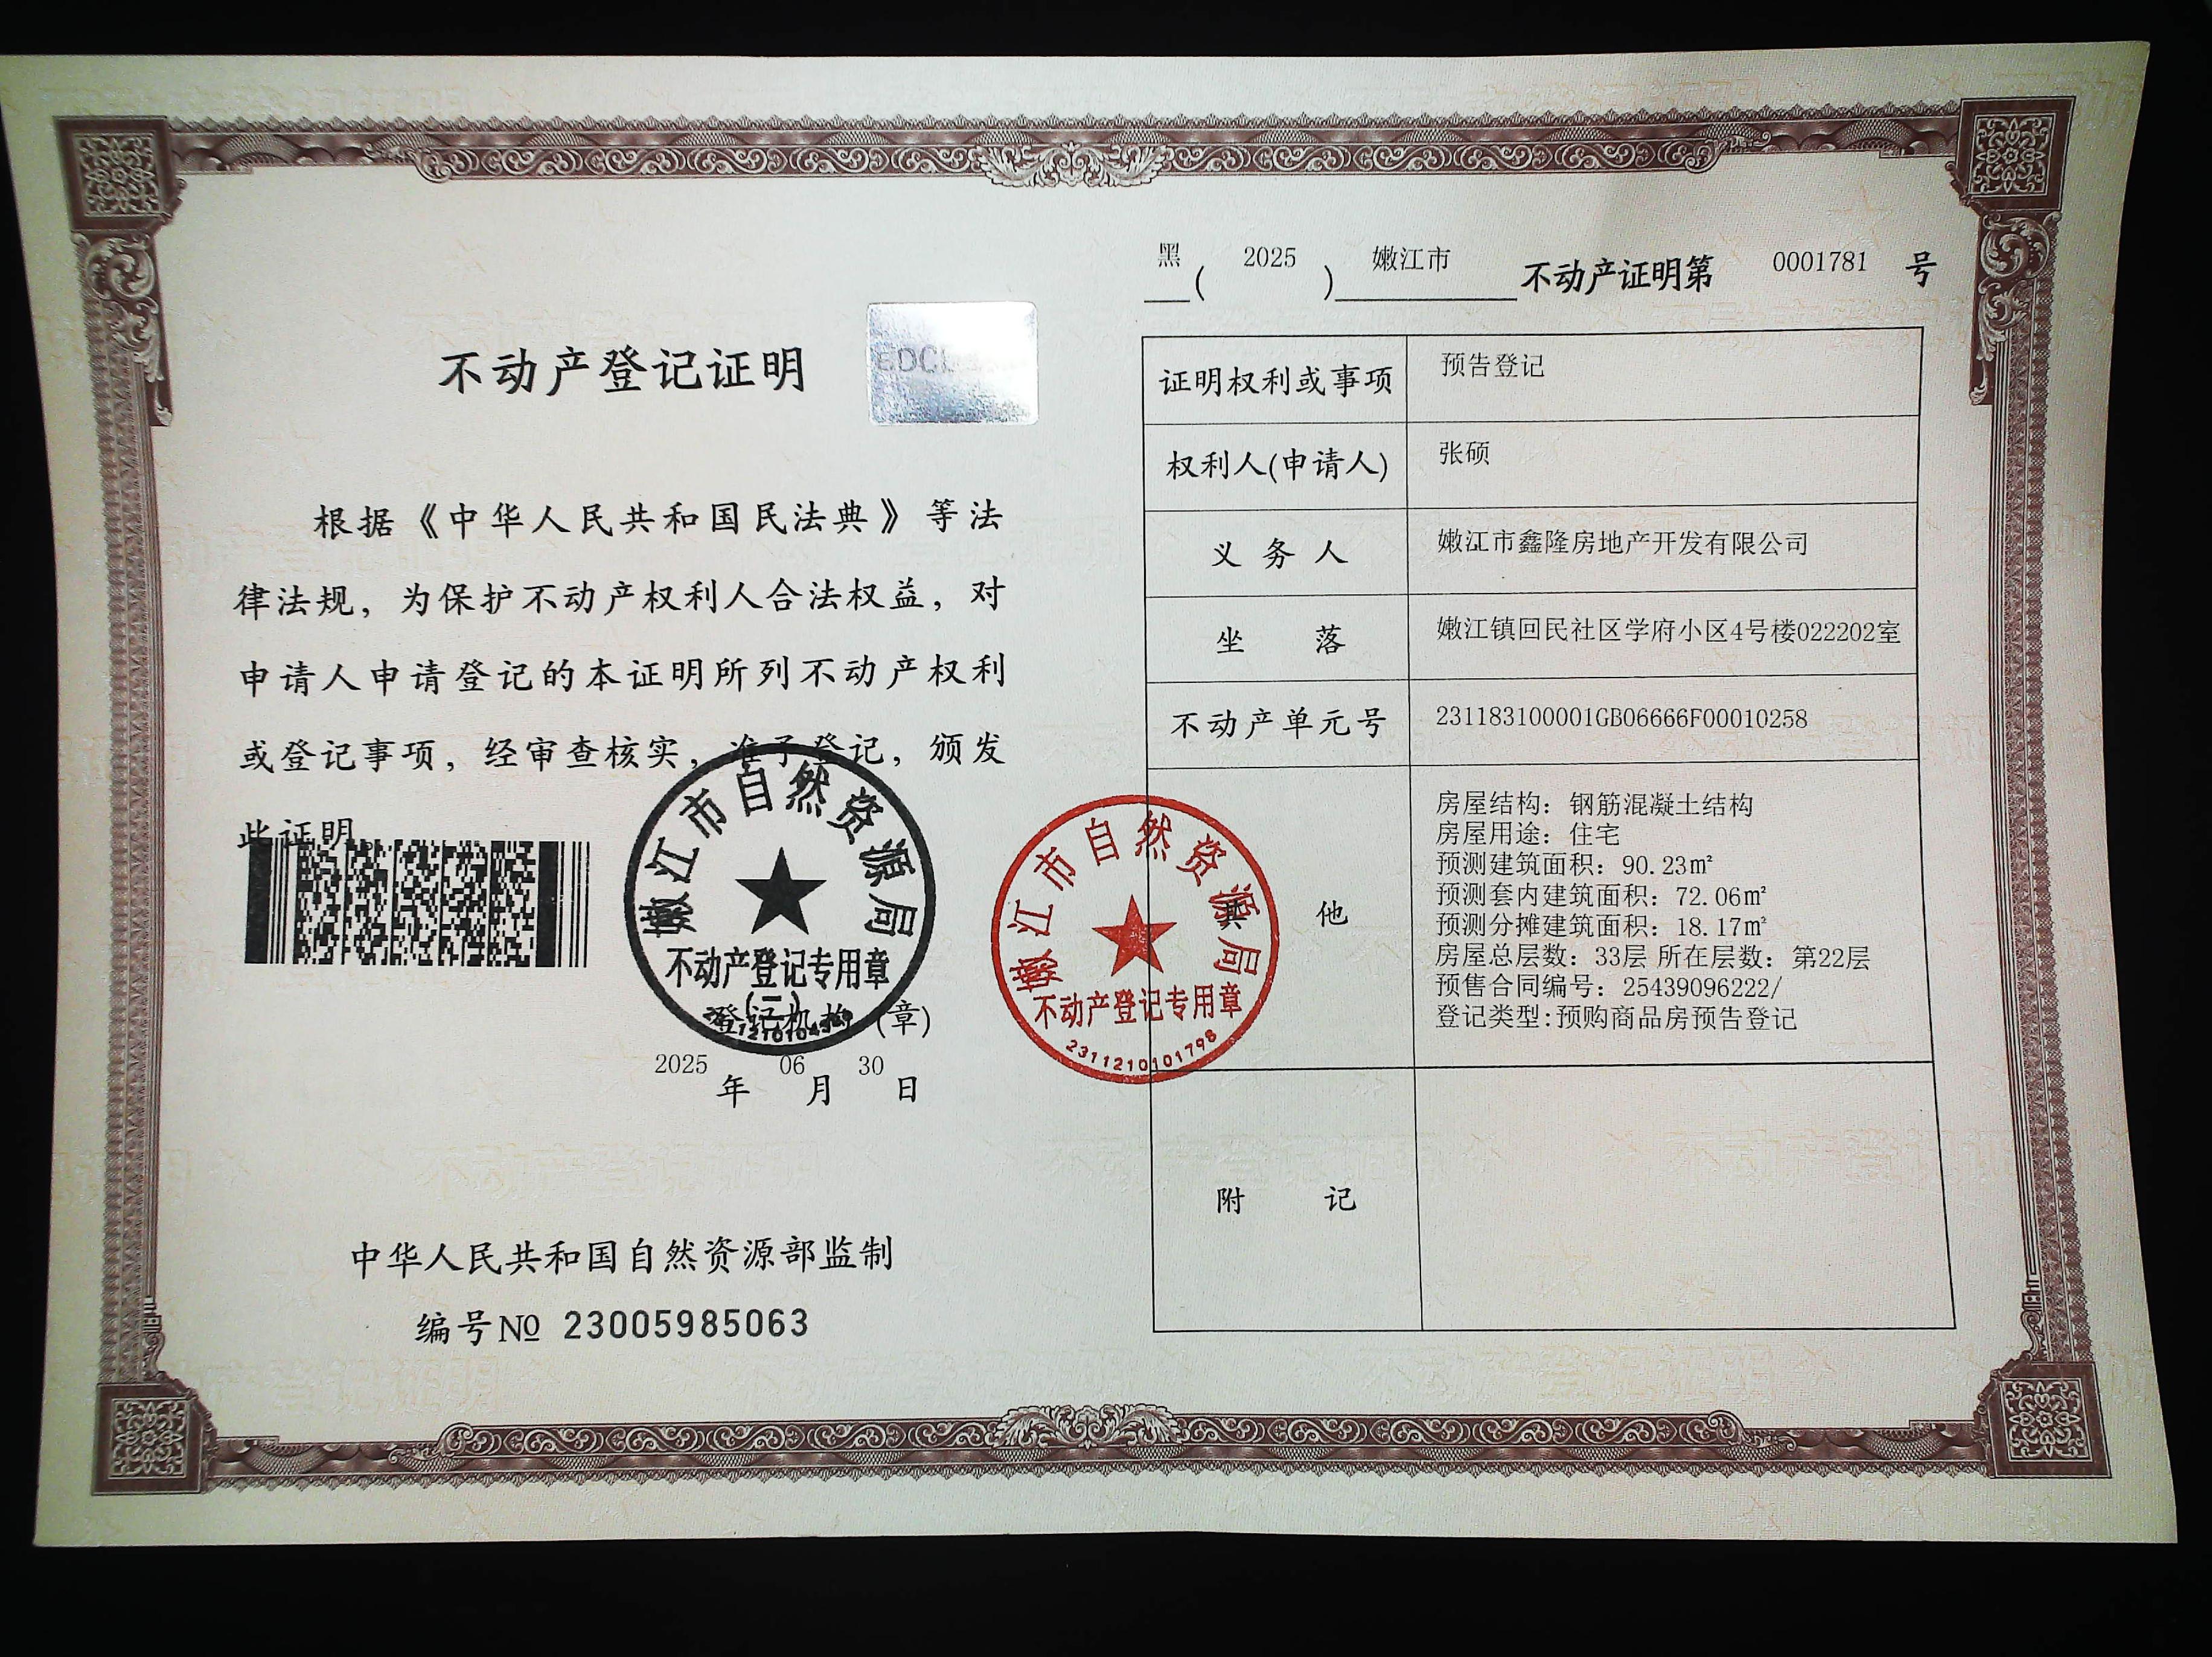 不动产登记证明
根据《中华人民共和国民法典》等法
律法规，为保护不动产权利人合法权益，对
申请人申请登记的本证明所列不动产权利
或登记事项，经审查核实，准予登记，颁发
此证明。
嫩江市自然资源局
不动产登记专用章
(二)
登记机构 (章)
2025 年 06 月 30 日
中华人民共和国自然资源部监制
编号№ 23005985063
黑 ( 2025 ) 嫩江市 不动产证明第 0001781 号
证明权利或事项 预告登记
权利人(申请人) 张硕
义务人 嫩江市鑫隆房地产开发有限公司
坐落 嫩江镇回民社区学府小区4号楼022202室
不动产单元号 231183100001GB06666F00010258
其他
房屋结构：钢筋混凝土结构
房屋用途：住宅
预测建筑面积：90.23㎡
预测套内建筑面积：72.06㎡
预测分摊建筑面积：18.17㎡
房屋总层数：33层 所在层数：第22层
预售合同编号：25439096222/
登记类型:预购商品房预告登记
嫩江市自然资源局
不动产登记专用章
2311210101798
附记